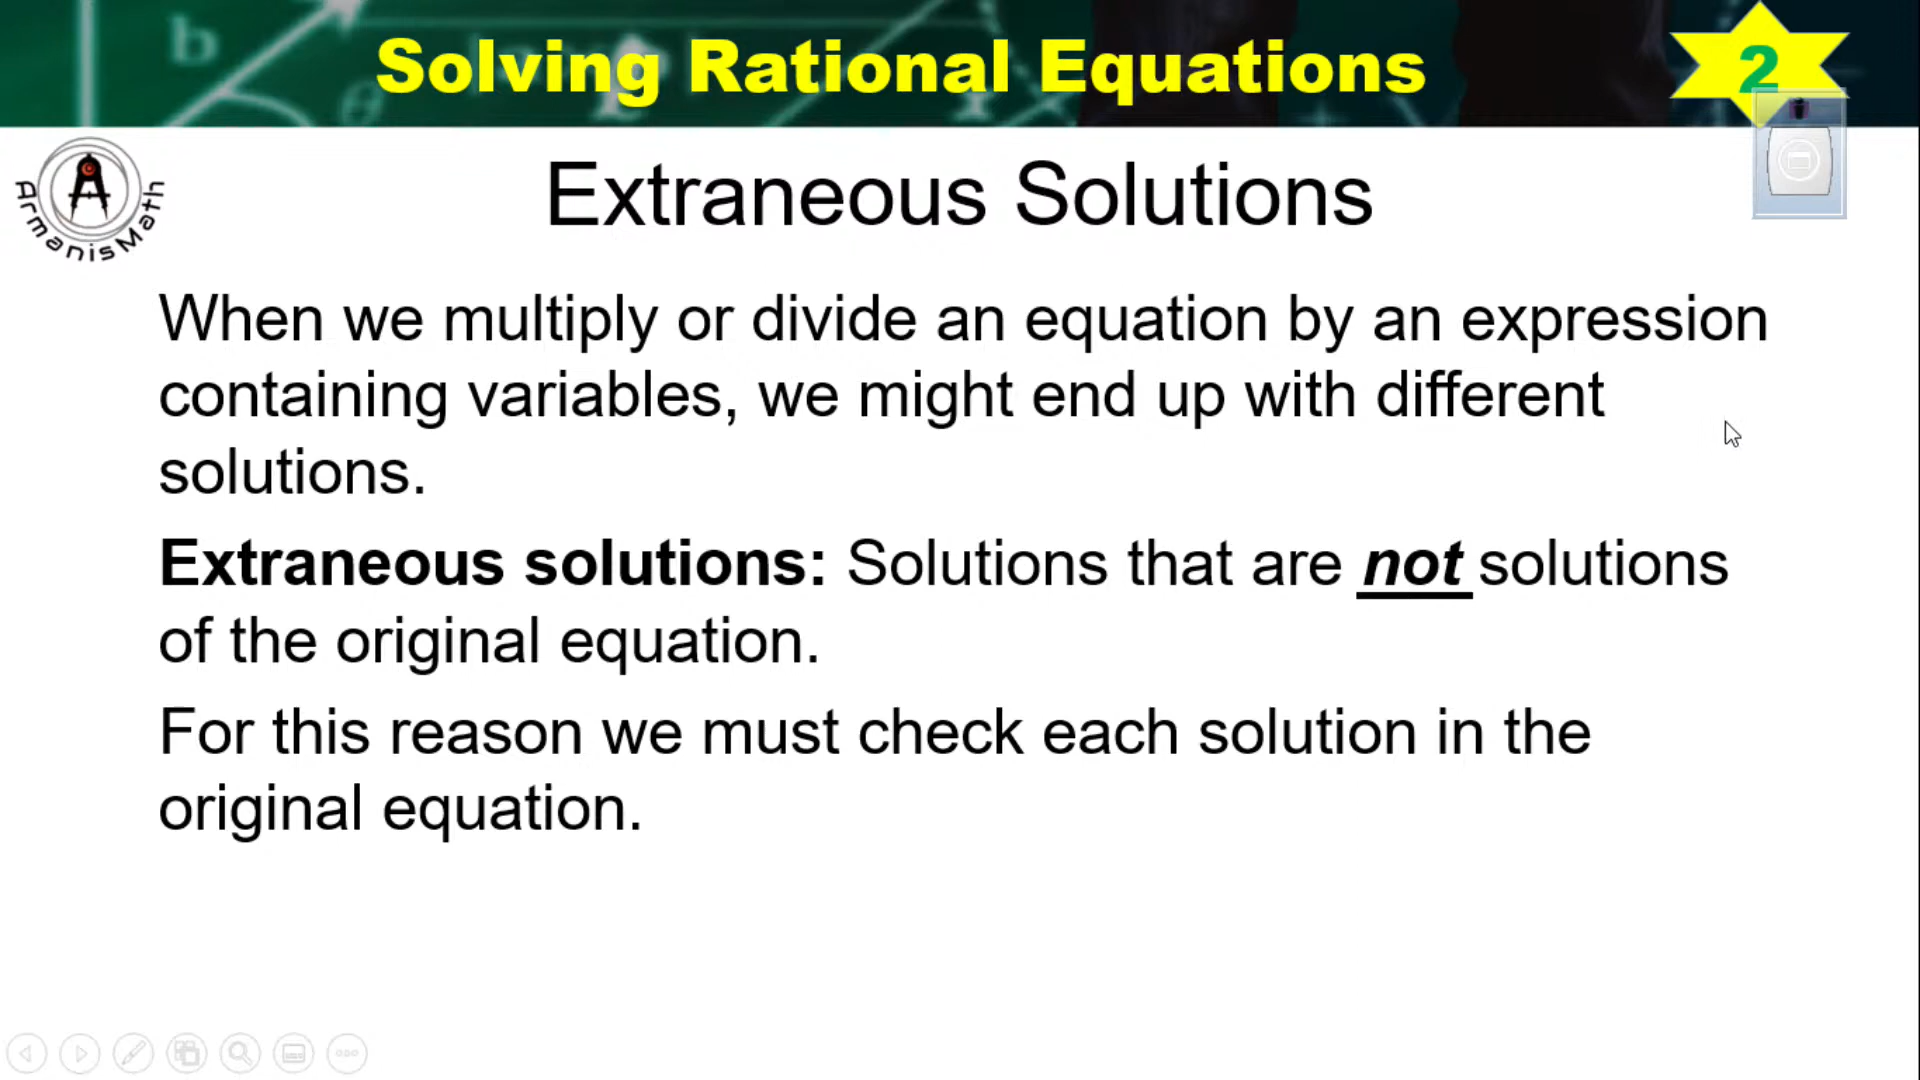 Solving Rational Equations
2
ArmanisMath
Extraneous Solutions
When we multiply or divide an equation by an expression
containing variables, we might end up with different
solutions.
Extraneous solutions: Solutions that are not solutions
of the original equation.
For this reason we must check each solution in the
original equation.